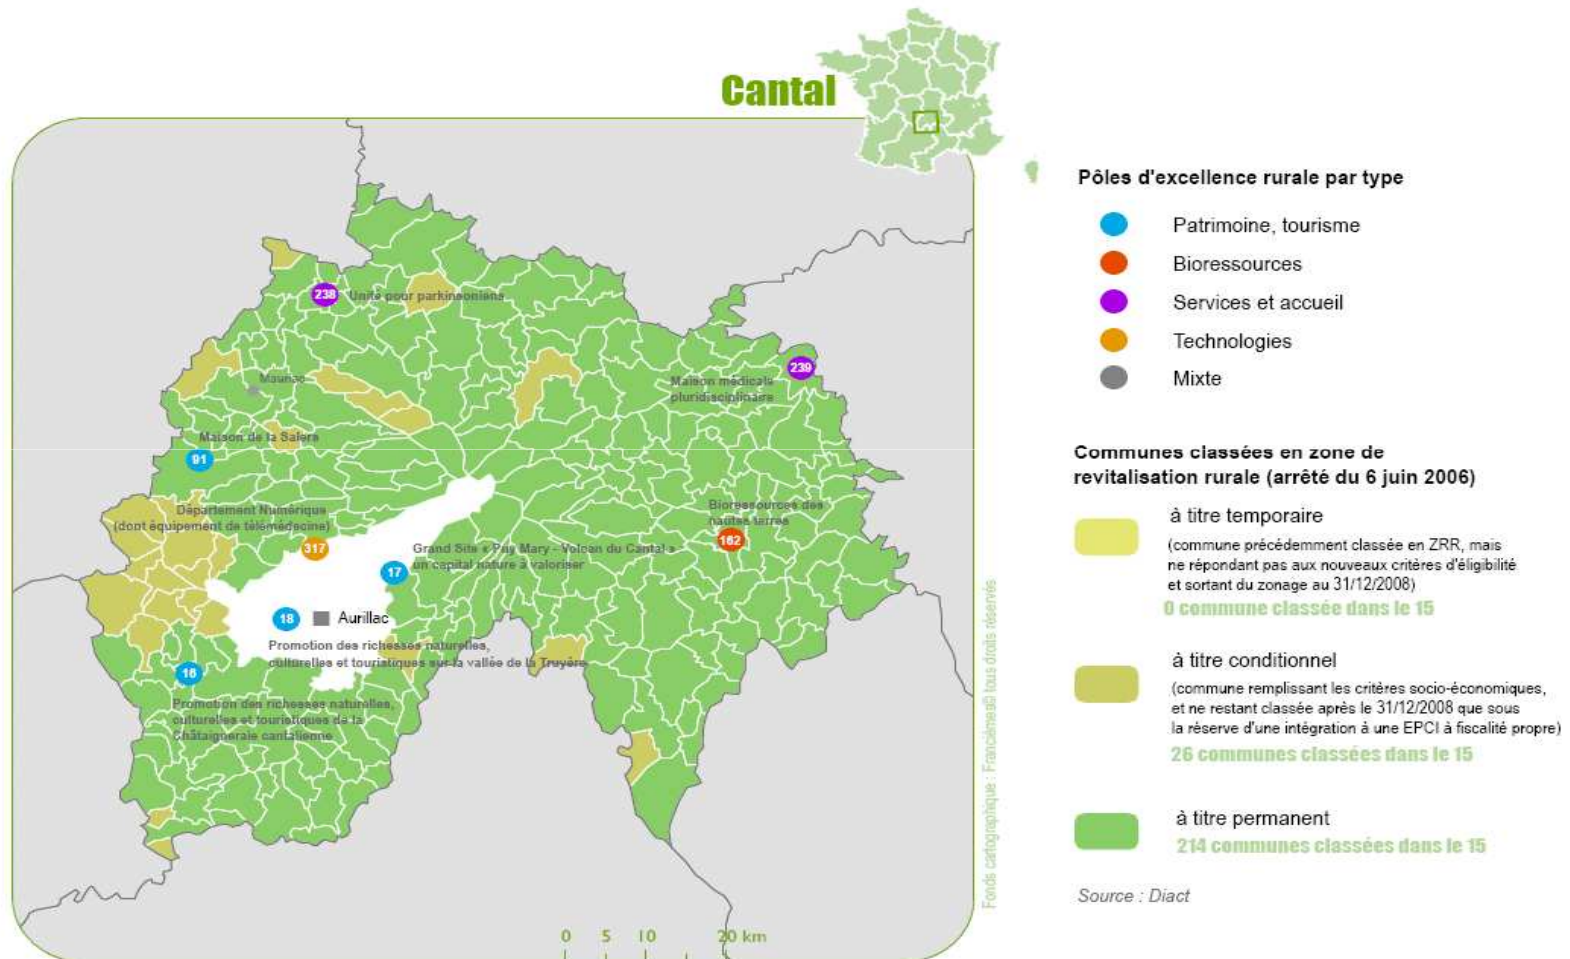 Cantal
238
Unité pour parkinsoniens
239
Maison médicale
pluridisciplinaire
Mauriac
Maison de la Salers
91
Département Numérique
(dont équipement de télémédecine)
317
Bioressources des
hautes terres
162
Grand Site « Puy Mary - Volcan du Cantal »
un capital nature à valoriser
17
18
Aurillac
Promotion des richesses naturelles,
culturelles et touristiques sur la vallée de la Truyère
16
Promotion des richesses naturelles,
culturelles et touristiques de la
Châtaigneraie cantalienne
0 5 10 20 km
Fonds cartographique : Francièmes© tous droits réservés
Pôles d'excellence rurale par type
Patrimoine, tourisme
Bioressources
Services et accueil
Technologies
Mixte
Communes classées en zone de
revitalisation rurale (arrêté du 6 juin 2006)
à titre temporaire
(commune précédemment classée en ZRR, mais
ne répondant pas aux nouveaux critères d'éligibilité
et sortant du zonage au 31/12/2008)
0 commune classée dans le 15
à titre conditionnel
(commune remplissant les critères socio-économiques,
et ne restant classée après le 31/12/2008 que sous
la réserve d'une intégration à une EPCI à fiscalité propre)
26 communes classées dans le 15
à titre permanent
214 communes classées dans le 15
Source : Diact